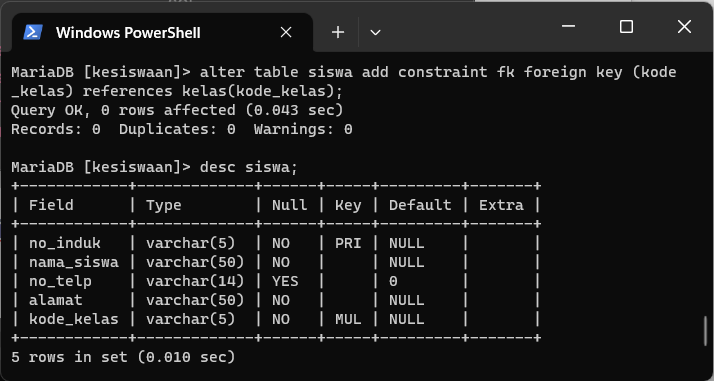 Windows PowerShell
MariaDB [kesiswaan]> alter table siswa add constraint fk foreign key (kode
_kelas) references kelas(kode_kelas);
Query OK, 0 rows affected (0.043 sec)
Records: 0  Duplicates: 0  Warnings: 0

MariaDB [kesiswaan]> desc siswa;
+------------+-------------+------+-----+---------+-------+
| Field      | Type        | Null | Key | Default | Extra |
+------------+-------------+------+-----+---------+-------+
| no_induk   | varchar(5)  | NO   | PRI | NULL    |       |
| nama_siswa | varchar(50) | NO   |     | NULL    |       |
| no_telp    | varchar(14) | YES  |     | 0       |       |
| alamat     | varchar(50) | NO   |     | NULL    |       |
| kode_kelas | varchar(5)  | NO   | MUL | NULL    |       |
+------------+-------------+------+-----+---------+-------+
5 rows in set (0.010 sec)